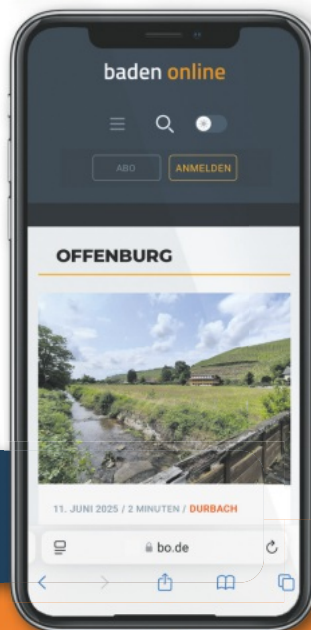 baden online
ABO
ANMELDEN
OFFENBURG
11. JUNI 2025 / 2 MINUTEN / DURBACH
bo.de